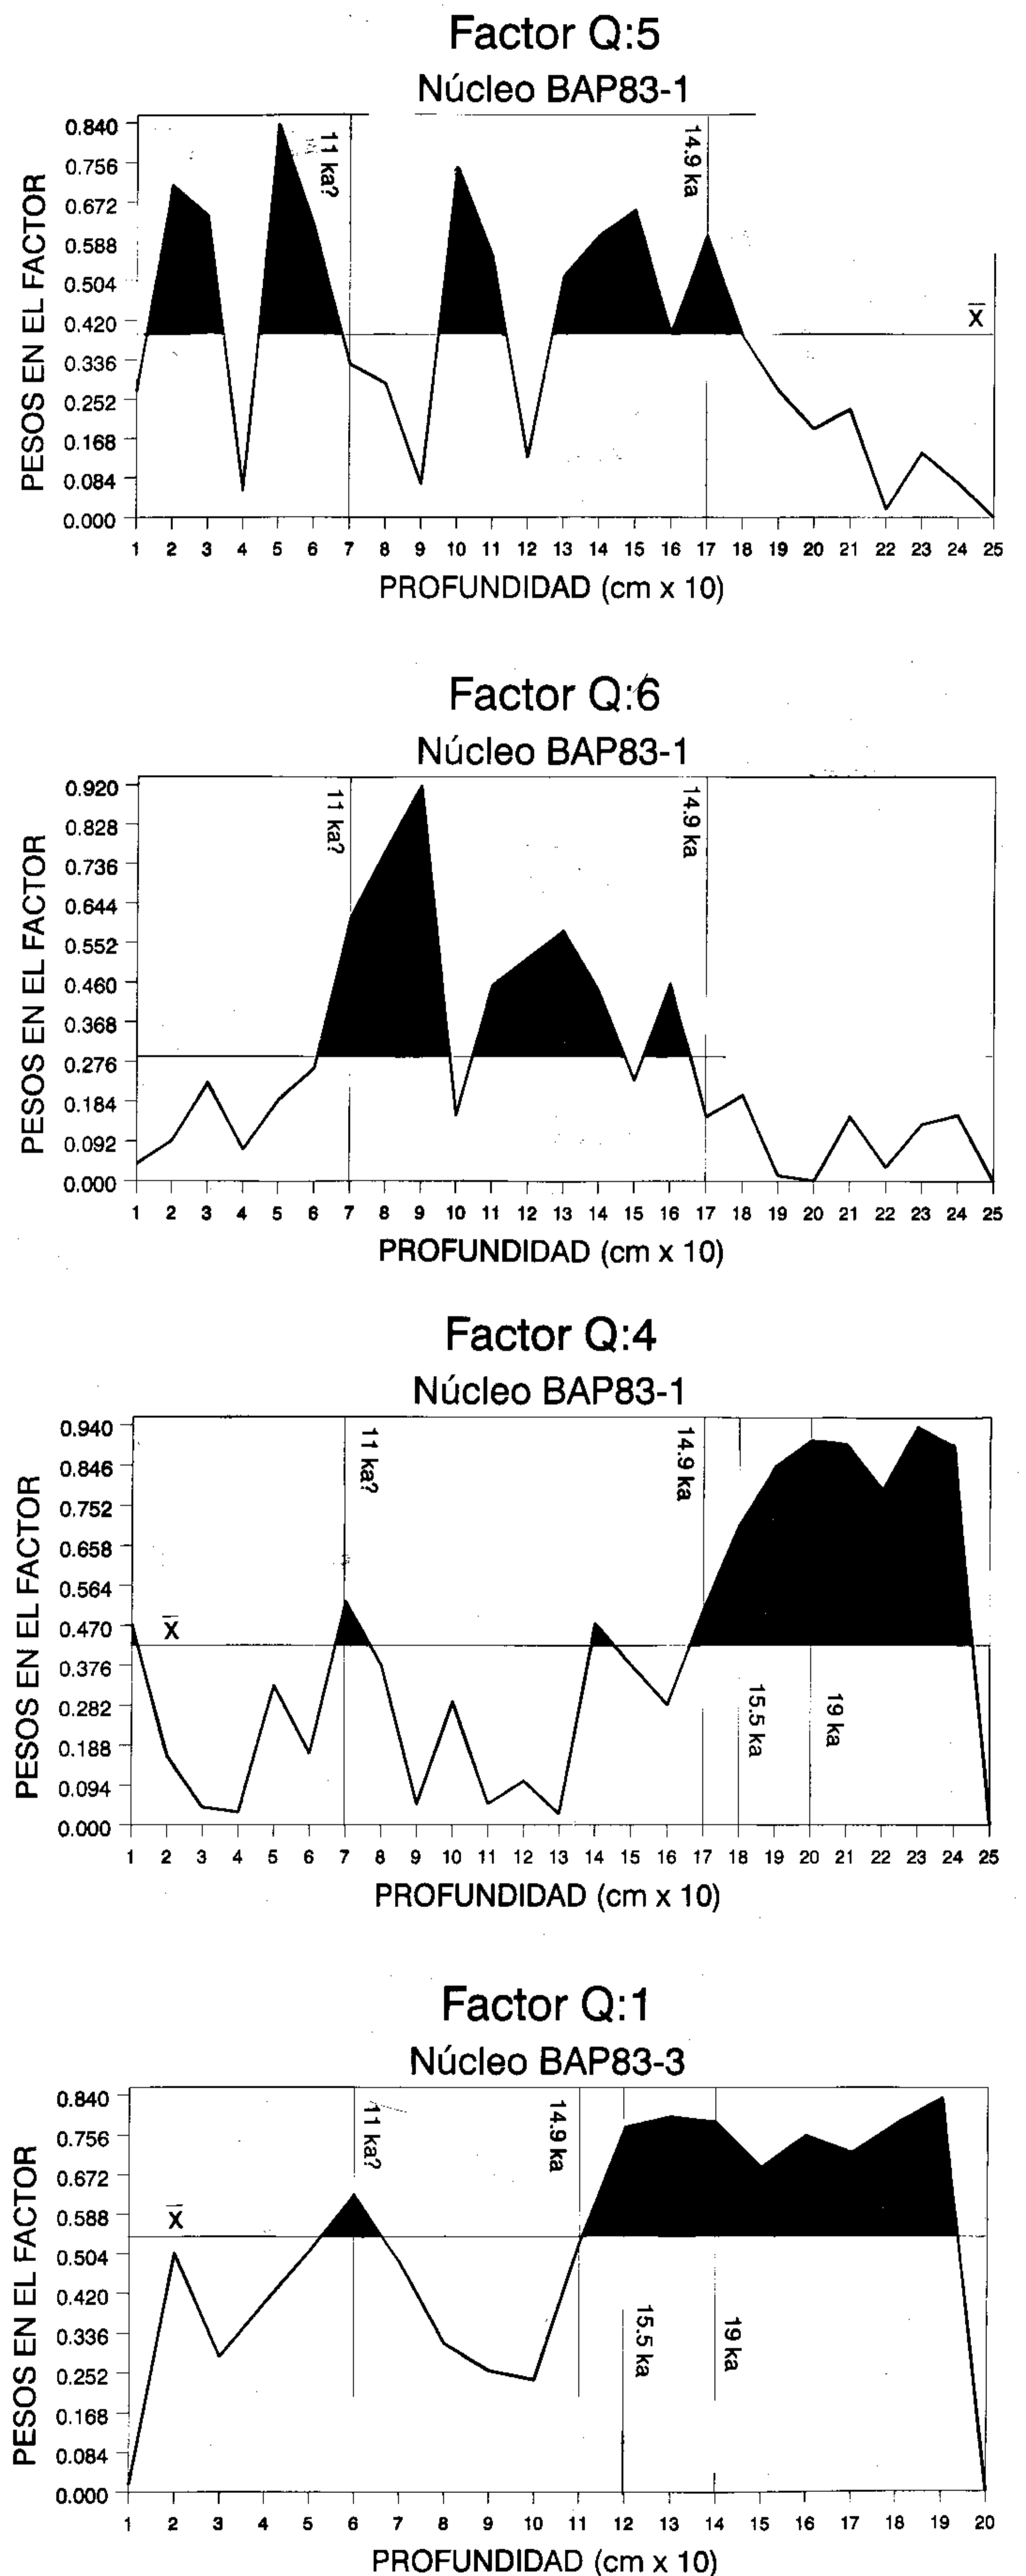 Factor Q:5
Núcleo BAP83-1
PESOS EN EL FACTOR
0.840
0.756
0.672
0.588
0.504
0.420
0.336
0.252
0.168
0.084
0.000
11 ka?
14.9 ka
X̅
1 2 3 4 5 6 7 8 9 10 11 12 13 14 15 16 17 18 19 20 21 22 23 24 25
PROFUNDIDAD (cm x 10)
Factor Q:6
Núcleo BAP83-1
PESOS EN EL FACTOR
0.920
0.828
0.736
0.644
0.552
0.460
0.368
0.276
0.184
0.092
0.000
11 ka?
14.9 ka
1 2 3 4 5 6 7 8 9 10 11 12 13 14 15 16 17 18 19 20 21 22 23 24 25
PROFUNDIDAD (cm x 10)
Factor Q:4
Núcleo BAP83-1
PESOS EN EL FACTOR
0.940
0.846
0.752
0.658
0.564
0.470
0.376
0.282
0.188
0.094
0.000
X̅
11 ka?
14.9 ka
15.5 ka
19 ka
1 2 3 4 5 6 7 8 9 10 11 12 13 14 15 16 17 18 19 20 21 22 23 24 25
PROFUNDIDAD (cm x 10)
Factor Q:1
Núcleo BAP83-3
PESOS EN EL FACTOR
0.840
0.756
0.672
0.588
0.504
0.420
0.336
0.252
0.168
0.084
0.000
X̅
11 ka?
14.9 ka
15.5 ka
19 ka
1 2 3 4 5 6 7 8 9 10 11 12 13 14 15 16 17 18 19 20
PROFUNDIDAD (cm x 10)